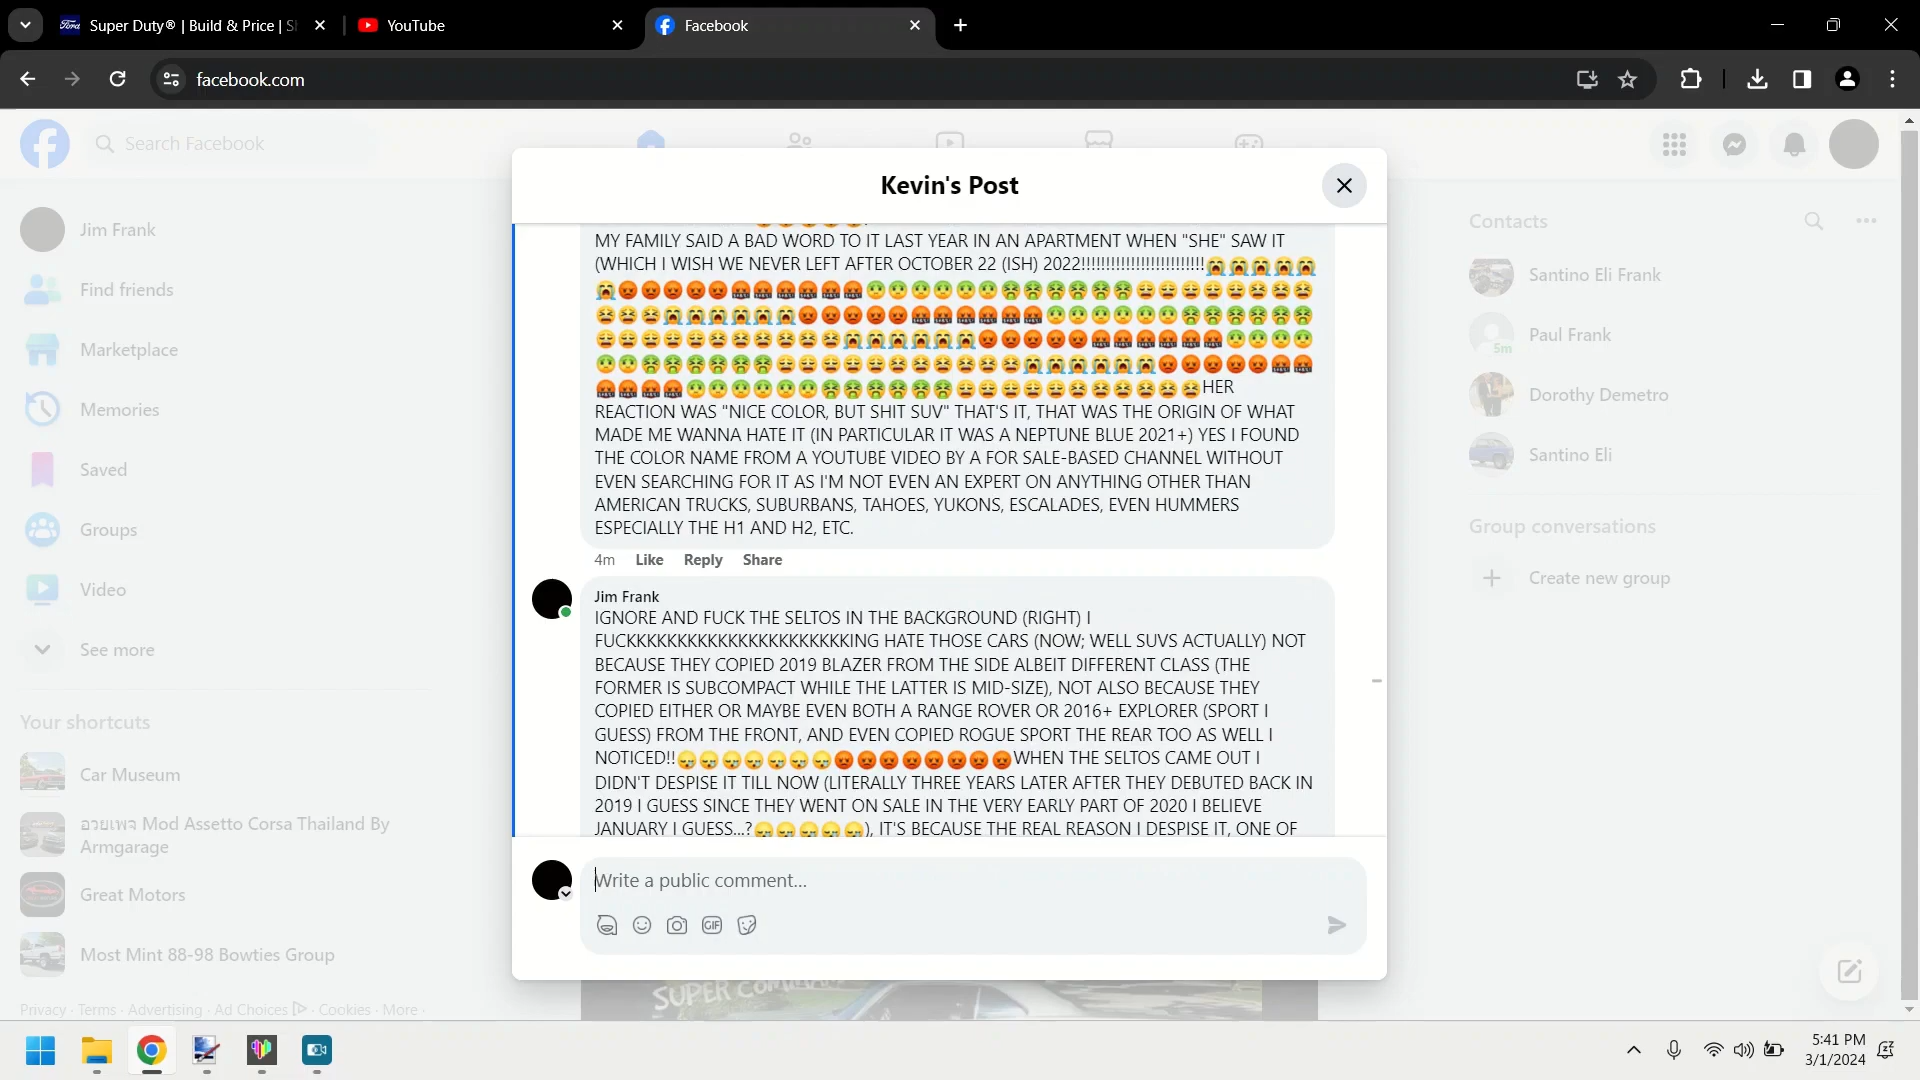 Super Duty® | Build & Price | Sh
YouTube
Facebook
facebook.com
Search Facebook
Jim Frank
Find friends
Marketplace
Memories
Saved
Groups
Video
See more
Your shortcuts
Car Museum
อวยเพจ Mod Assetto Corsa Thailand By
Armgarage
Great Motors
Most Mint 88-98 Bowties Group
Privacy · Terms · Advertising · Ad Choices · Cookies · More ·
Kevin's Post
MY FAMILY SAID A BAD WORD TO IT LAST YEAR IN AN APARTMENT WHEN "SHE" SAW IT
(WHICH I WISH WE NEVER LEFT AFTER OCTOBER 22 (ISH) 2022!!!!!!!!!!!!!!!!!!!!!!!!!😭😭😭😭😭
😭😡😡😡😡😡🤬🤬🤬🤬🤬🤬🤢🤢🤢🤢🤢🤢🤮🤮🤮🤮🤮🤮😩😩😩😩😩😫😫😫
😫😫😫😭😭😭😭😭😭😡😡😡😡😡🤬🤬🤬🤬🤬🤬🤢🤢🤢🤢🤢🤢🤮🤮🤮🤮🤮🤮
😩😩😩😩😩😫😫😫😫😫😫😭😭😭😭😭😭😡😡😡😡😡🤬🤬🤬🤬🤬🤬🤢🤢🤢🤢
🤢🤢🤮🤮🤮🤮🤮🤮😩😩😩😩😩😫😫😫😫😫😫😭😭😭😭😭😭😡😡😡😡😡🤬🤬
🤬🤬🤬🤬🤢🤢🤢🤢🤢🤢🤮🤮🤮🤮🤮🤮😩😩😩😩😩😫😫😫😫😫😫HER
REACTION WAS "NICE COLOR, BUT SHIT SUV" THAT'S IT, THAT WAS THE ORIGIN OF WHAT
MADE ME WANNA HATE IT (IN PARTICULAR IT WAS A NEPTUNE BLUE 2021+) YES I FOUND
THE COLOR NAME FROM A YOUTUBE VIDEO BY A FOR SALE-BASED CHANNEL WITHOUT
EVEN SEARCHING FOR IT AS I'M NOT EVEN AN EXPERT ON ANYTHING OTHER THAN
AMERICAN TRUCKS, SUBURBANS, TAHOES, YUKONS, ESCALADES, EVEN HUMMERS
ESPECIALLY THE H1 AND H2, ETC.
4m Like Reply Share
Jim Frank
IGNORE AND FUCK THE SELTOS IN THE BACKGROUND (RIGHT) I
FUCKKKKKKKKKKKKKKKKKKKKKKING HATE THOSE CARS (NOW; WELL SUVS ACTUALLY) NOT
BECAUSE THEY COPIED 2019 BLAZER FROM THE SIDE ALBEIT DIFFERENT CLASS (THE
FORMER IS SUBCOMPACT WHILE THE LATTER IS MID-SIZE), NOT ALSO BECAUSE THEY
COPIED EITHER OR MAYBE EVEN BOTH A RANGE ROVER OR 2016+ EXPLORER (SPORT I
GUESS) FROM THE FRONT, AND EVEN COPIED ROGUE SPORT THE REAR TOO AS WELL I
NOTICED!!😪😪😪😪😪😪😪😡😡😡😡😡😡😡😡WHEN THE SELTOS CAME OUT I
DIDN'T DESPISE IT TILL NOW (LITERALLY THREE YEARS LATER AFTER THEY DEBUTED BACK IN
2019 I GUESS SINCE THEY WENT ON SALE IN THE VERY EARLY PART OF 2020 I BELIEVE
JANUARY I GUESS...?😪😪😪😪😪), IT'S BECAUSE THE REAL REASON I DESPISE IT, ONE OF
Write a public comment...
GIF
SUPER
Contacts
Santino Eli Frank
Paul Frank
5m
Dorothy Demetro
Santino Eli
Group conversations
Create new group
5:41 PM
3/1/2024